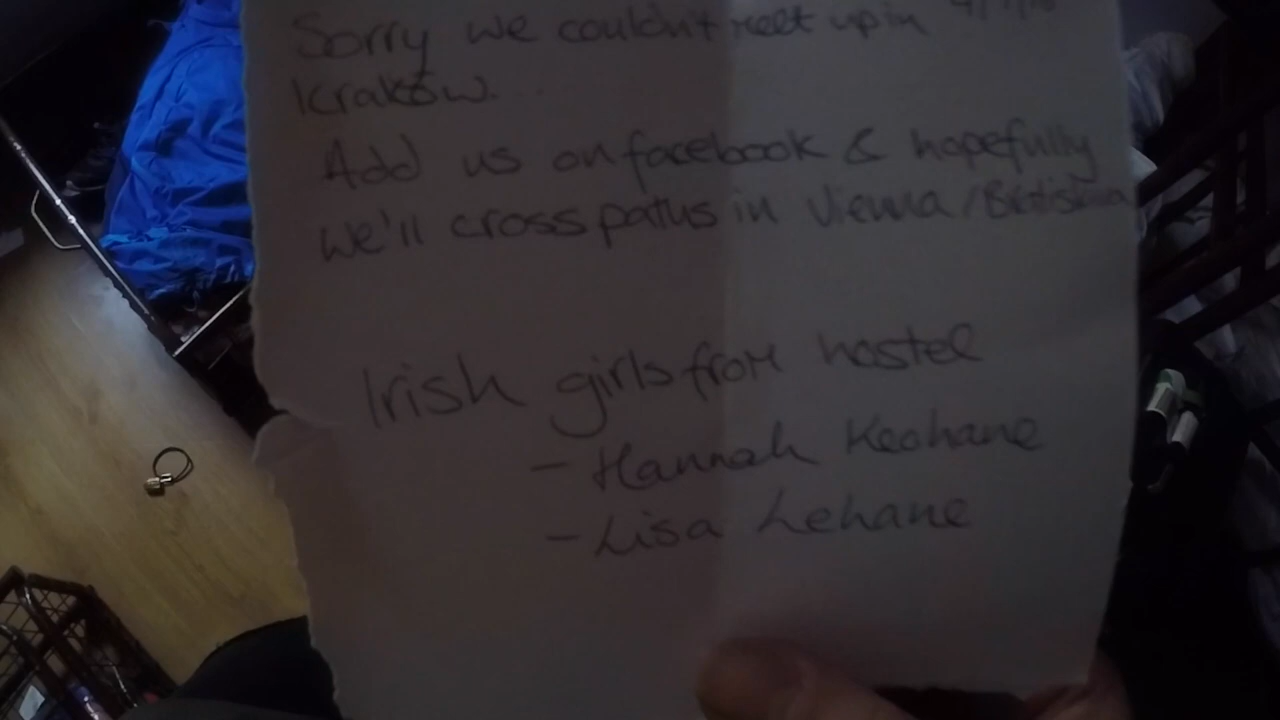 Sorry we couldn't meet up in
Kraków.
Add us on facebook & hopefully
we'll cross paths in Vienna/Bratislava
Irish girls from hostel
- Hannah Keohane
- Lisa Lehane